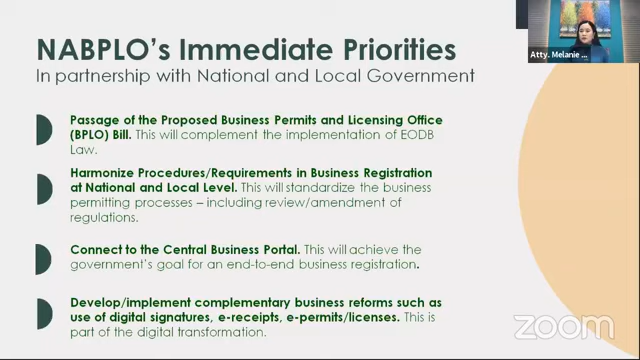 NABPLO's Immediate Priorities
In partnership with National and Local Government
Passage of the Proposed Business Permits and Licensing Office
(BPLO) Bill. This will complement the implementation of EODB
Law.
Harmonize Procedures/Requirements in Business Registration
at National and Local Level. This will standardize the business
permitting processes – including review/amendment of
regulations.
Connect to the Central Business Portal. This will achieve the
government's goal for an end-to-end business registration.
Develop/implement complementary business reforms such as
use of digital signatures, e-receipts, e-permits/licenses. This is
part of the digital transformation.
Atty. Melanie ...
zoom